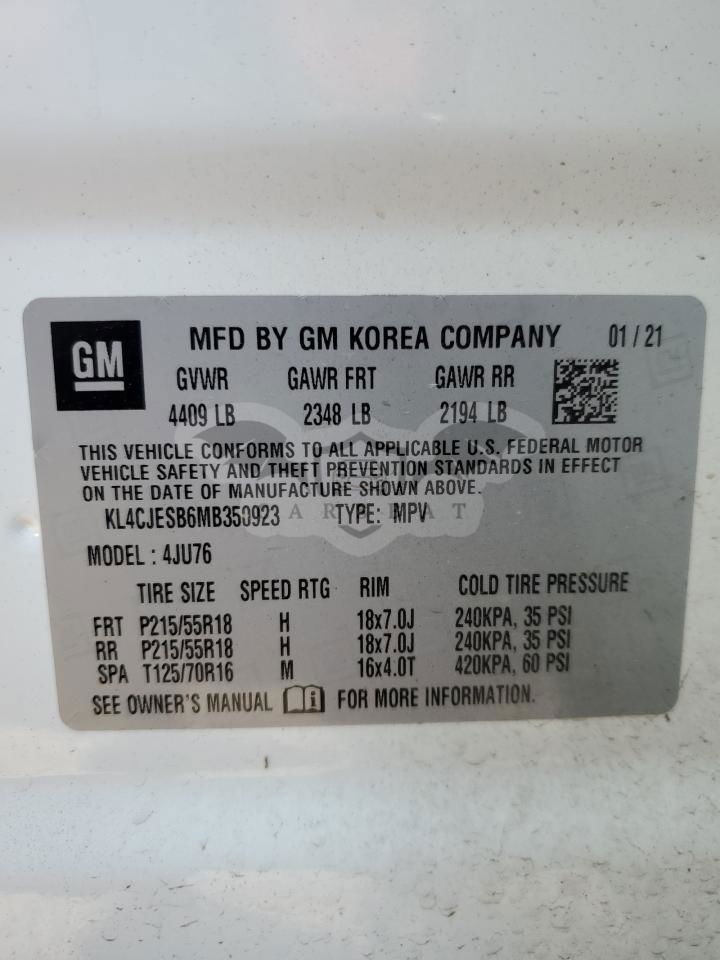 GM
MFD BY GM KOREA COMPANY 01 / 21
GVWR GAWR FRT GAWR RR
4409 LB 2348 LB 2194 LB
THIS VEHICLE CONFORMS TO ALL APPLICABLE U.S. FEDERAL MOTOR
VEHICLE SAFETY AND THEFT PREVENTION STANDARDS IN EFFECT
ON THE DATE OF MANUFACTURE SHOWN ABOVE.
KL4CJESB6MB350923 TYPE: MPV
MODEL : 4JU76
TIRE SIZE SPEED RTG RIM COLD TIRE PRESSURE
FRT P215/55R18 H 18x7.0J 240KPA, 35 PSI
RR P215/55R18 H 18x7.0J 240KPA, 35 PSI
SPA T125/70R16 M 16x4.0T 420KPA, 60 PSI
SEE OWNER'S MANUAL i FOR MORE INFORMATION.